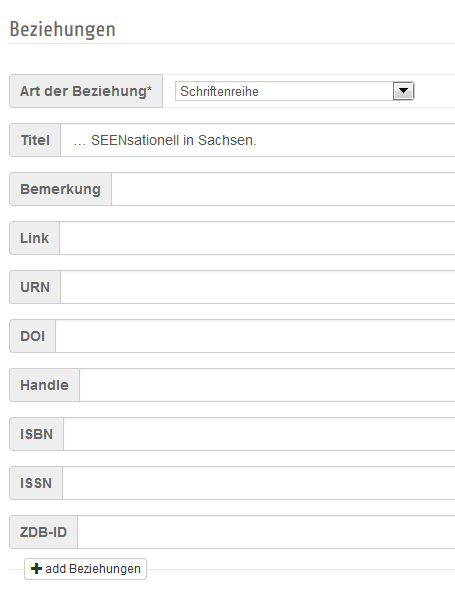 Beziehungen
Art der Beziehung* Schriftenreihe
Titel … SEENsationell in Sachsen.
Bemerkung
Link
URN
DOI
Handle
ISBN
ISSN
ZDB-ID
add Beziehungen